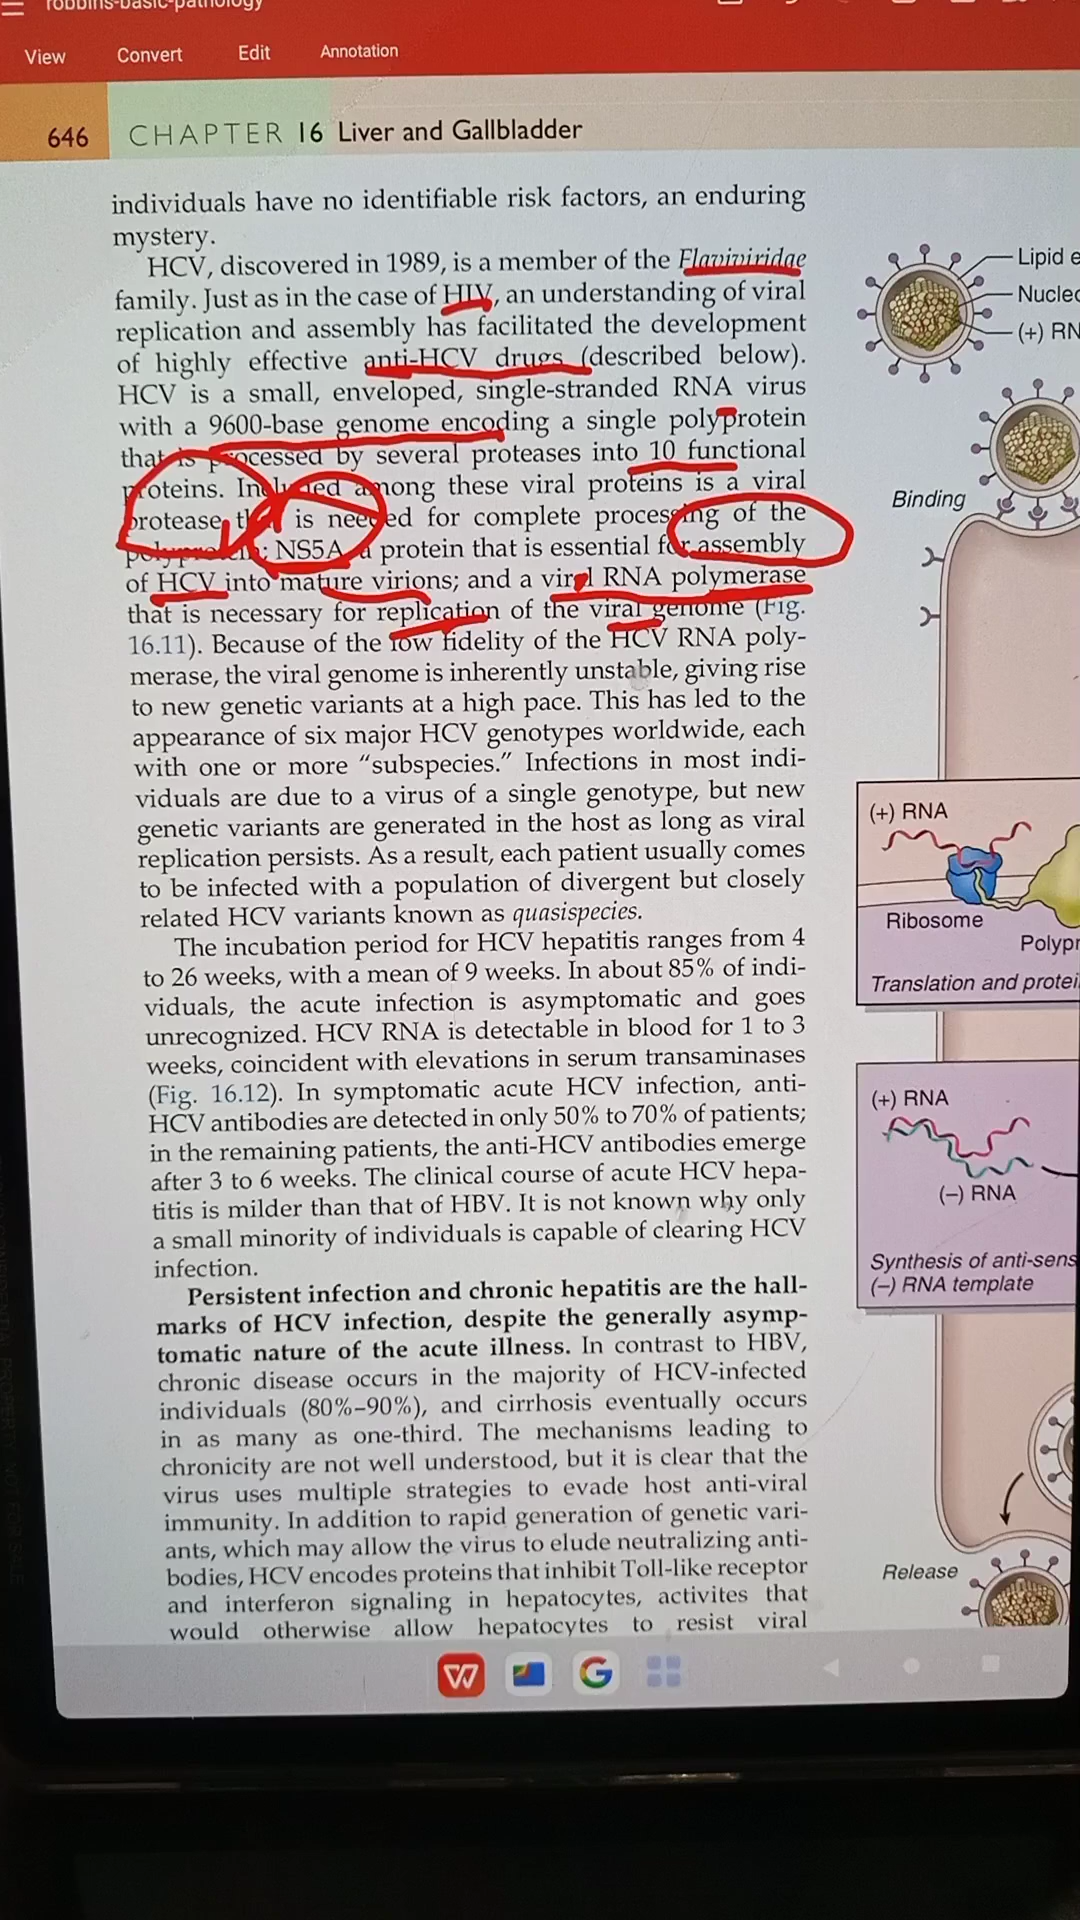 robbins-basic-pathology
View Convert Edit Annotation
646 CHAPTER 16 Liver and Gallbladder
individuals have no identifiable risk factors, an enduring
mystery.
HCV, discovered in 1989, is a member of the Flaviviridae
family. Just as in the case of HIV, an understanding of viral
replication and assembly has facilitated the development
of highly effective anti-HCV drugs (described below).
HCV is a small, enveloped, single-stranded RNA virus
with a 9600-base genome encoding a single polyprotein
that is processed by several proteases into 10 functional
proteins. Included among these viral proteins is a viral
protease that is needed for complete processing of the
polyprotein; NS5A, a protein that is essential for assembly
of HCV into mature virions; and a viral RNA polymerase
that is necessary for replication of the viral genome (Fig.
16.11). Because of the low fidelity of the HCV RNA poly-
merase, the viral genome is inherently unstable, giving rise
to new genetic variants at a high pace. This has led to the
appearance of six major HCV genotypes worldwide, each
with one or more “subspecies.” Infections in most indi-
viduals are due to a virus of a single genotype, but new
genetic variants are generated in the host as long as viral
replication persists. As a result, each patient usually comes
to be infected with a population of divergent but closely
related HCV variants known as quasispecies.
The incubation period for HCV hepatitis ranges from 4
to 26 weeks, with a mean of 9 weeks. In about 85% of indi-
viduals, the acute infection is asymptomatic and goes
unrecognized. HCV RNA is detectable in blood for 1 to 3
weeks, coincident with elevations in serum transaminases
(Fig. 16.12). In symptomatic acute HCV infection, anti-
HCV antibodies are detected in only 50% to 70% of patients;
in the remaining patients, the anti-HCV antibodies emerge
after 3 to 6 weeks. The clinical course of acute HCV hepa-
titis is milder than that of HBV. It is not known why only
a small minority of individuals is capable of clearing HCV
infection.
Persistent infection and chronic hepatitis are the hall-
marks of HCV infection, despite the generally asymp-
tomatic nature of the acute illness. In contrast to HBV,
chronic disease occurs in the majority of HCV-infected
individuals (80%–90%), and cirrhosis eventually occurs
in as many as one-third. The mechanisms leading to
chronicity are not well understood, but it is clear that the
virus uses multiple strategies to evade host anti-viral
immunity. In addition to rapid generation of genetic vari-
ants, which may allow the virus to elude neutralizing anti-
bodies, HCV encodes proteins that inhibit Toll-like receptor
and interferon signaling in hepatocytes, activites that
would otherwise allow hepatocytes to resist viral
Lipid e
Nucleo
(+) RN
Binding
(+) RNA
Ribosome
Polypr
Translation and protei
(+) RNA
(–) RNA
Synthesis of anti-sens
(–) RNA template
Release